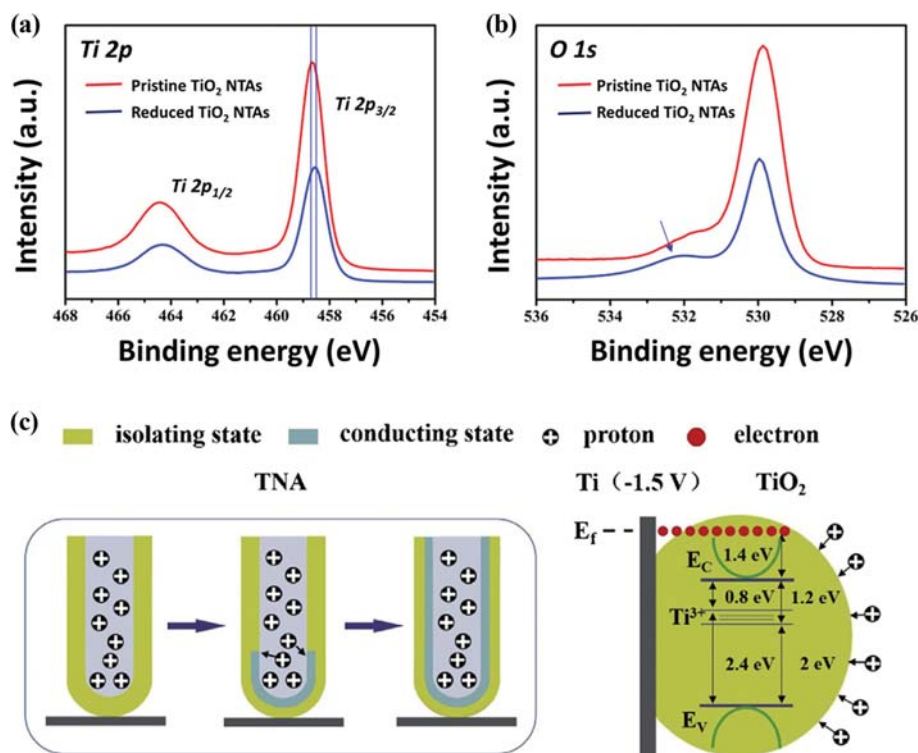 (a)
Ti 2p
Pristine TiO2 NTAs
Reduced TiO2 NTAs
Ti 2p3/2
Ti 2p1/2
Intensity (a.u.)
468 466 464 462 460 458 456 454
Binding energy (eV)
(b)
O 1s
Pristine TiO2 NTAs
Reduced TiO2 NTAs
Intensity (a.u.)
536 534 532 530 528 526
Binding energy (eV)
(c)
isolating state conducting state proton electron
TNA
Ti (-1.5 V) TiO2
Ef
EC
1.4 eV
0.8 eV 1.2 eV
Ti3+
2.4 eV 2 eV
EV